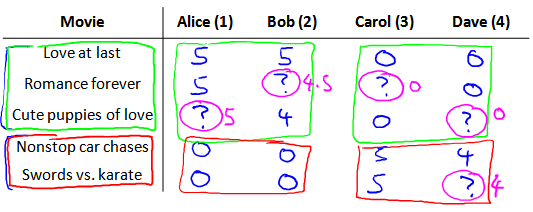 Movie Alice (1) Bob (2) Carol (3) Dave (4)
Love at last 5 5 0 0
Romance forever 5 ? 4.5 ? 0 0
Cute puppies of love ? 5 4 0 ? 0
Nonstop car chases 0 0 5 4
Swords vs. karate 0 0 5 ? 4